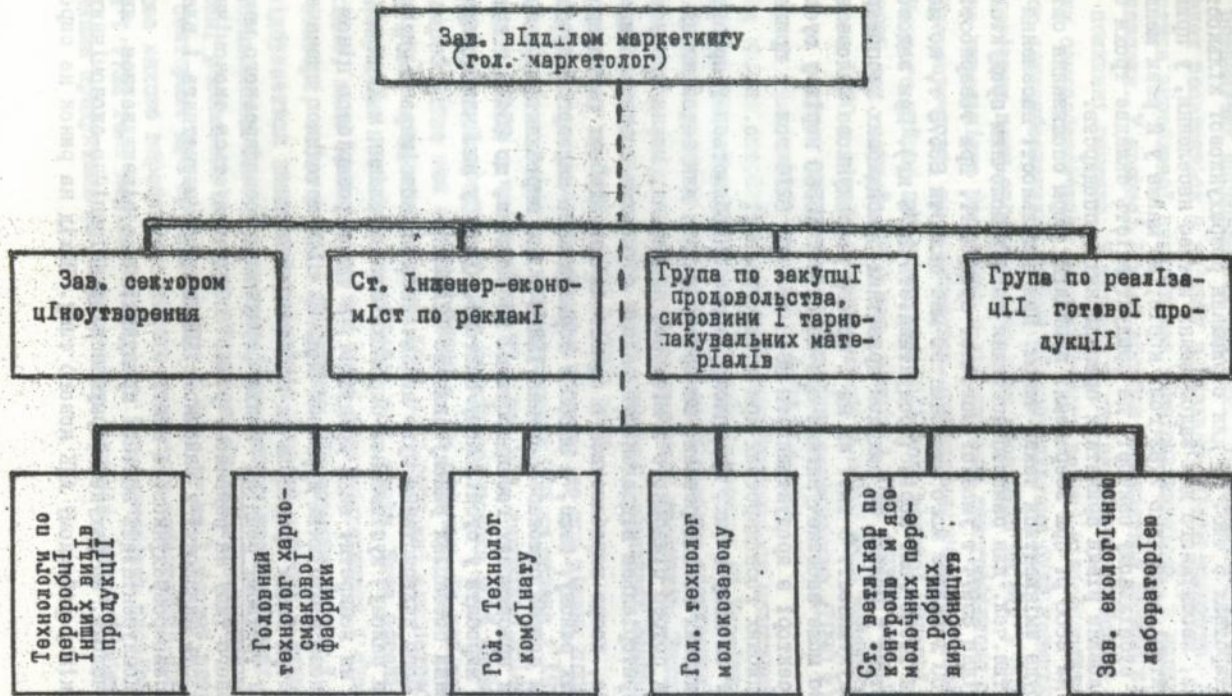 Зав. відділом маркетингу
(гол. маркетолог)
Зав. сектором
ціноутворення
Ст. Інженер-еконо-
міст по рекламі
Група по закупці
продовольства,
сировини і тарно-
пакувальних мате-
ріалів
Група по реаліза-
ції готової про-
дукції
Технологи по
переробці
інших видів
продукції
Головний
технолог харчо-
смакової
фабрики
Гол. Технолог
комбінату
Гол. технолог
молокозаводу
Ст. ветлікар по
контролю м"ясо-
молочних пере-
робних
виробництв
Зав. екологічною
лабораторією